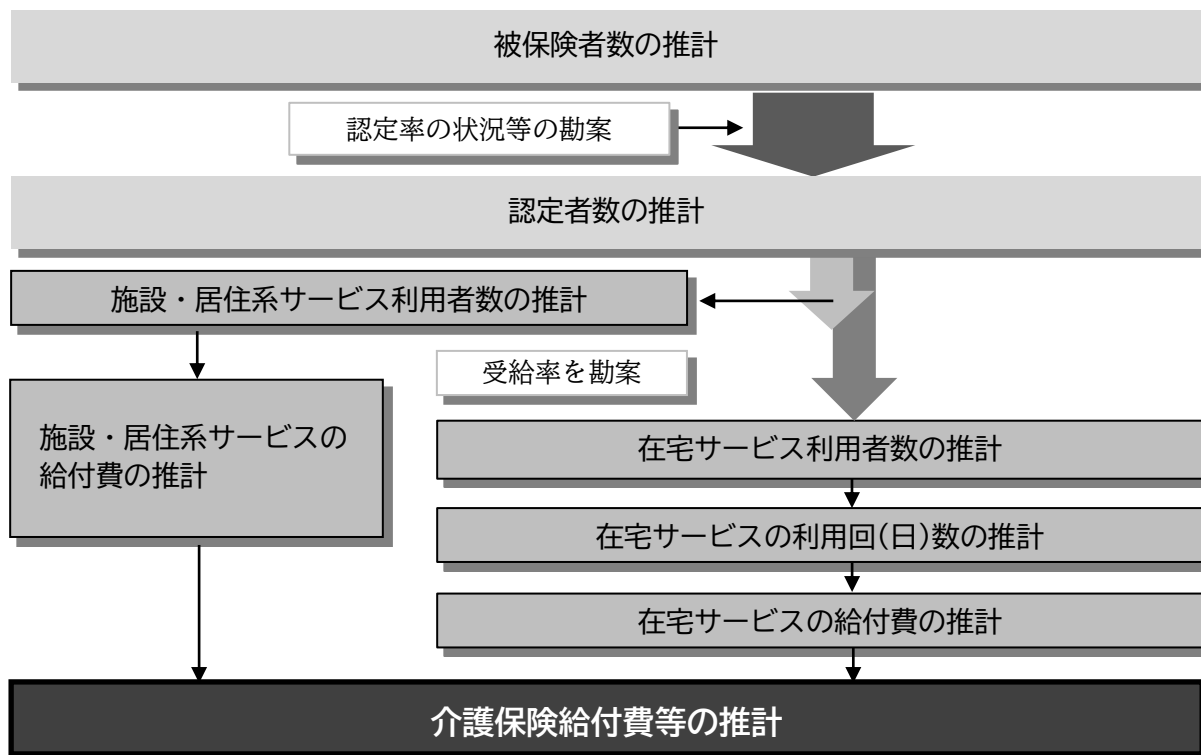 被保険者数の推計
認定率の状況等の勘案
認定者数の推計
施設・居住系サービス利用者数の推計
受給率を勘案
施設・居住系サービスの
給付費の推計
在宅サービス利用者数の推計
在宅サービスの利用回(日)数の推計
在宅サービスの給付費の推計
介護保険給付費等の推計